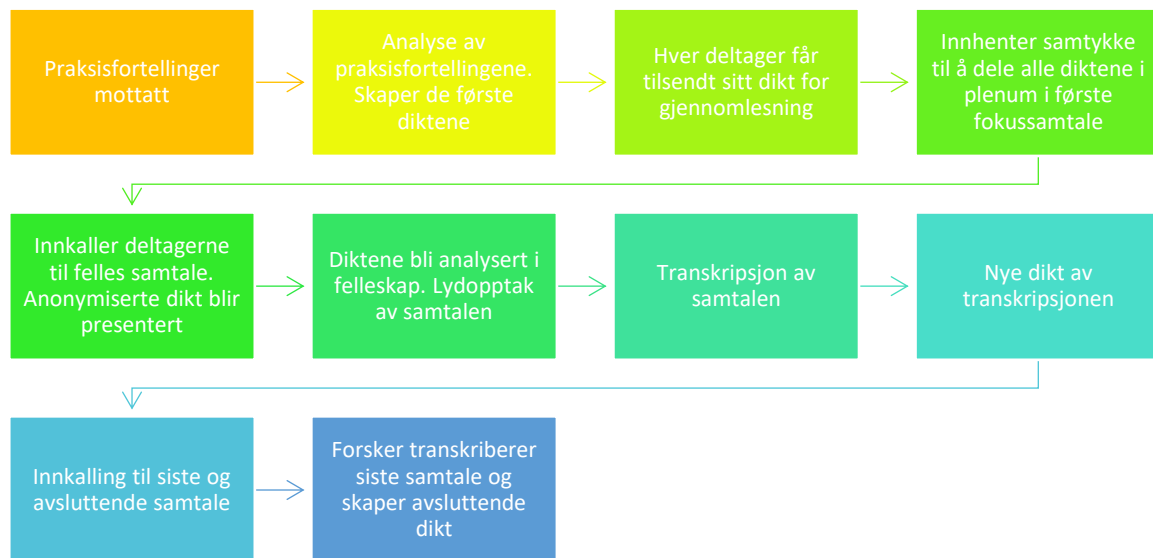 Praksisfortellinger
mottatt
Analyse av
praksisfortellingene.
Skaper de første
diktene
Hver deltager får
tilsendt sitt dikt for
gjennomlesning
Innhenter samtykke
til å dele alle diktene i
plenum i første
fokussamtale
Innkaller deltagerne
til felles samtale.
Anonymiserte dikt blir
presentert
Diktene bli analysert i
felleskap. Lydopptak
av samtalen
Transkripsjon av
samtalen
Nye dikt av
transkripsjonen
Innkalling til siste og
avsluttende samtale
Forsker transkriberer
siste samtale og
skaper avsluttende
dikt